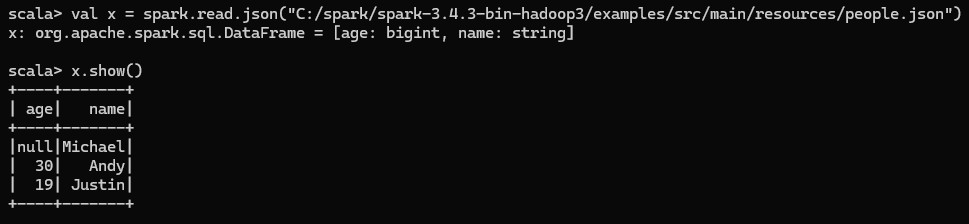 scala> val x = spark.read.json("C:/spark/spark-3.4.3-bin-hadoop3/examples/src/main/resources/people.json")
x: org.apache.spark.sql.DataFrame = [age: bigint, name: string]

scala> x.show()
+----+-------+
| age|   name|
+----+-------+
|null|Michael|
|  30|   Andy|
|  19| Justin|
+----+-------+